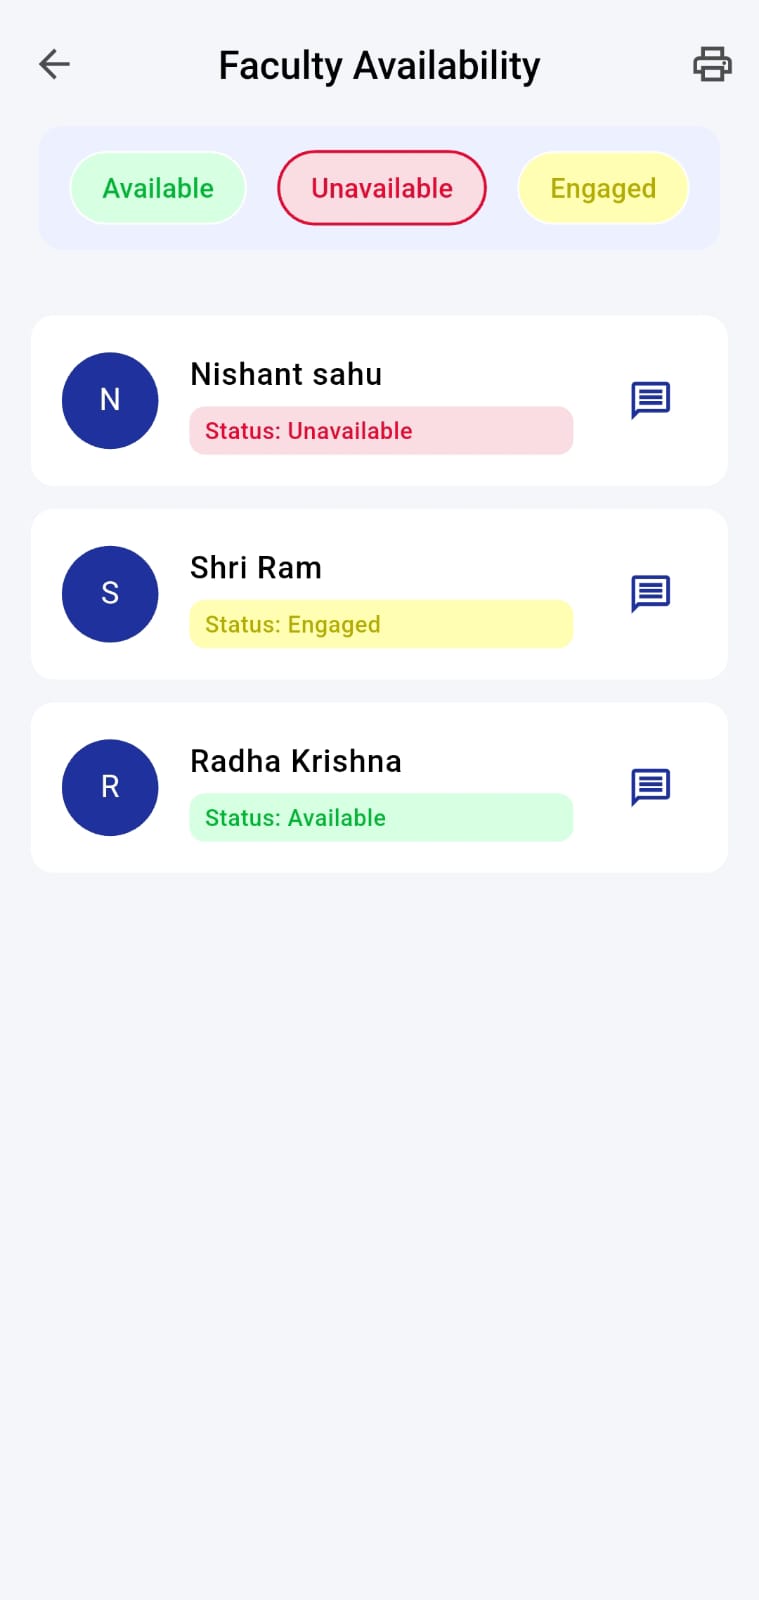 Faculty Availability
Available Unavailable Engaged
N
Nishant sahu
Status: Unavailable
S
Shri Ram
Status: Engaged
R
Radha Krishna
Status: Available